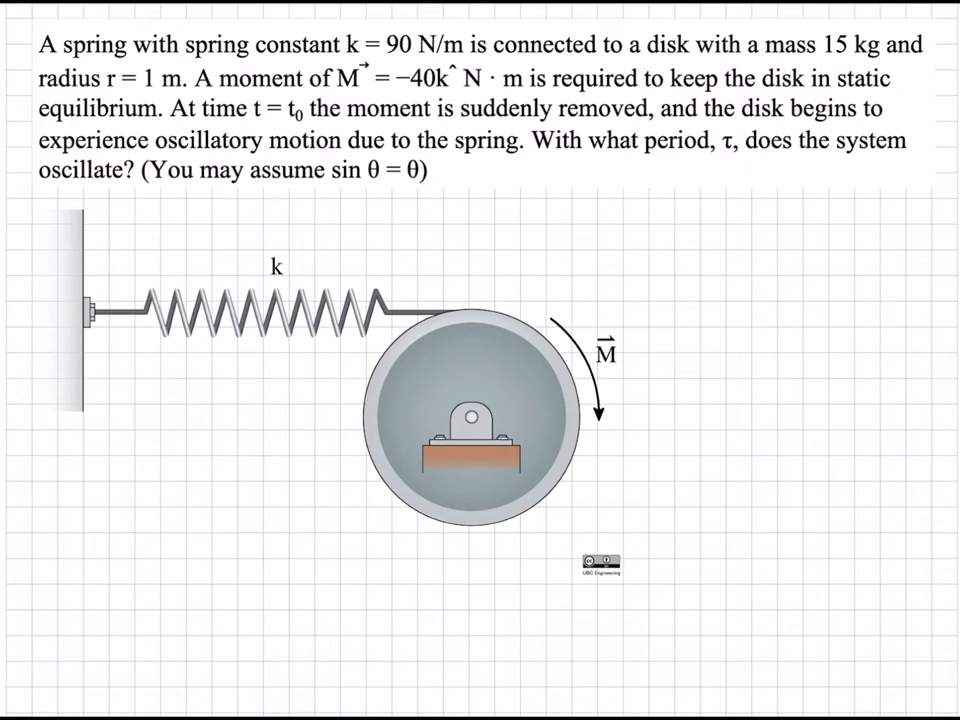 A spring with spring constant k = 90 N/m is connected to a disk with a mass 15 kg and
radius r = 1 m. A moment of M⃗ = −40k̂ N · m is required to keep the disk in static
equilibrium. At time t = t₀ the moment is suddenly removed, and the disk begins to
experience oscillatory motion due to the spring. With what period, τ, does the system
oscillate? (You may assume sin θ = θ)
k
M⃗
cc
UBC Engineering